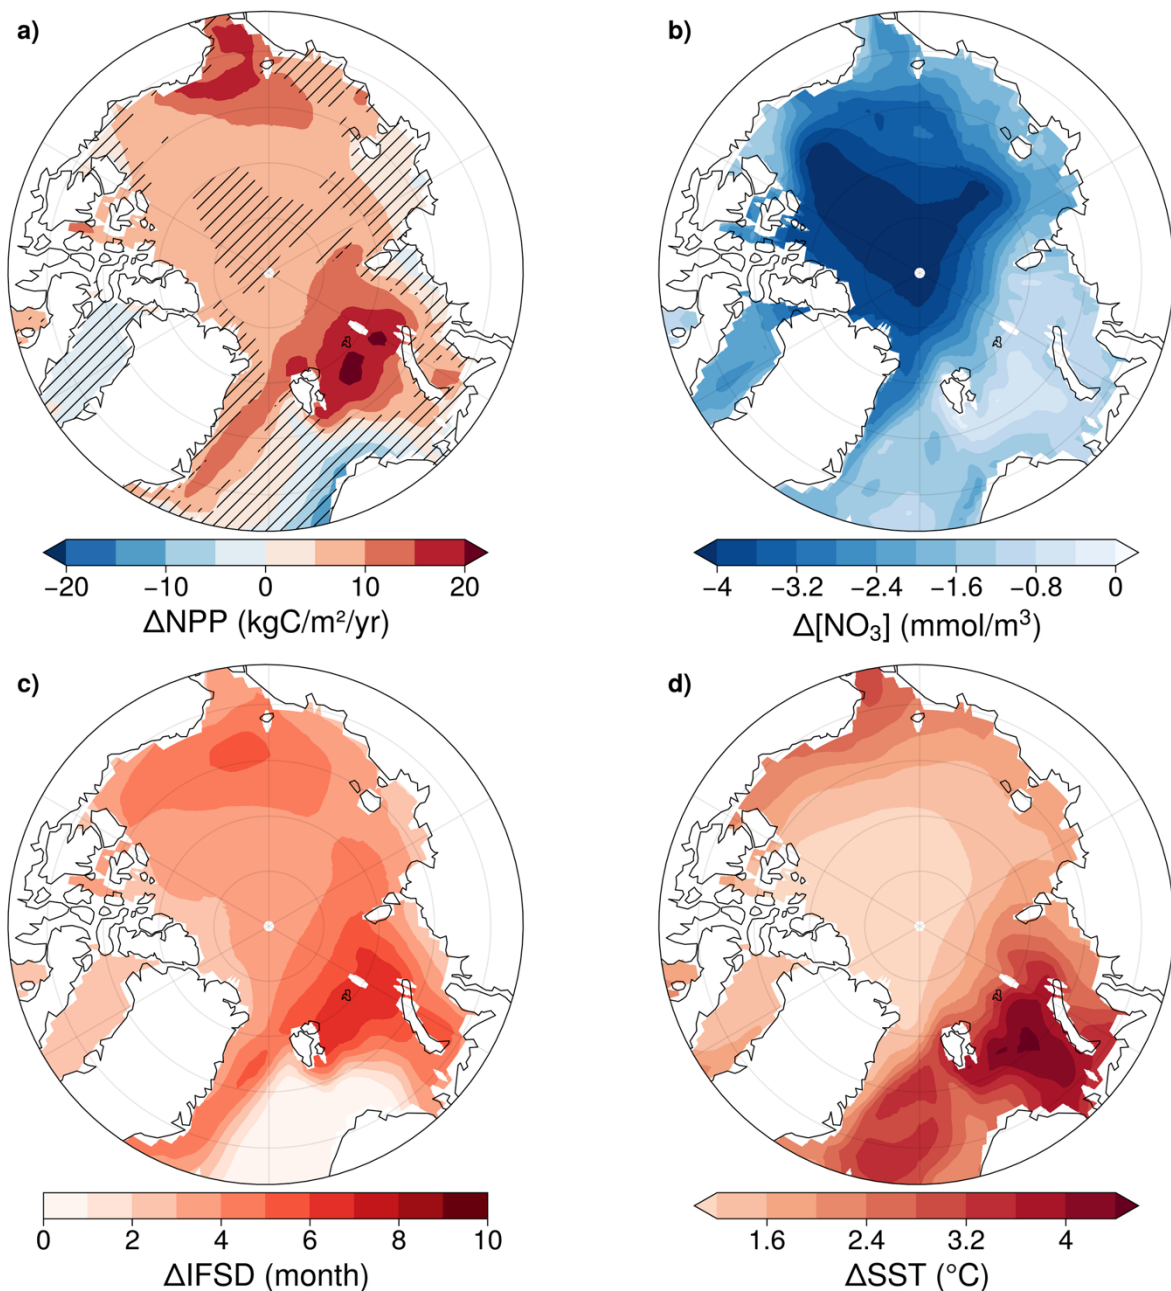 a)
b)
−20 −10 0 10 20
ΔNPP (kgC/m²/yr)
−4 −3.2 −2.4 −1.6 −0.8 0
Δ[NO₃] (mmol/m³)
c)
d)
0 2 4 6 8 10
ΔIFSD (month)
1.6 2.4 3.2 4
ΔSST (°C)